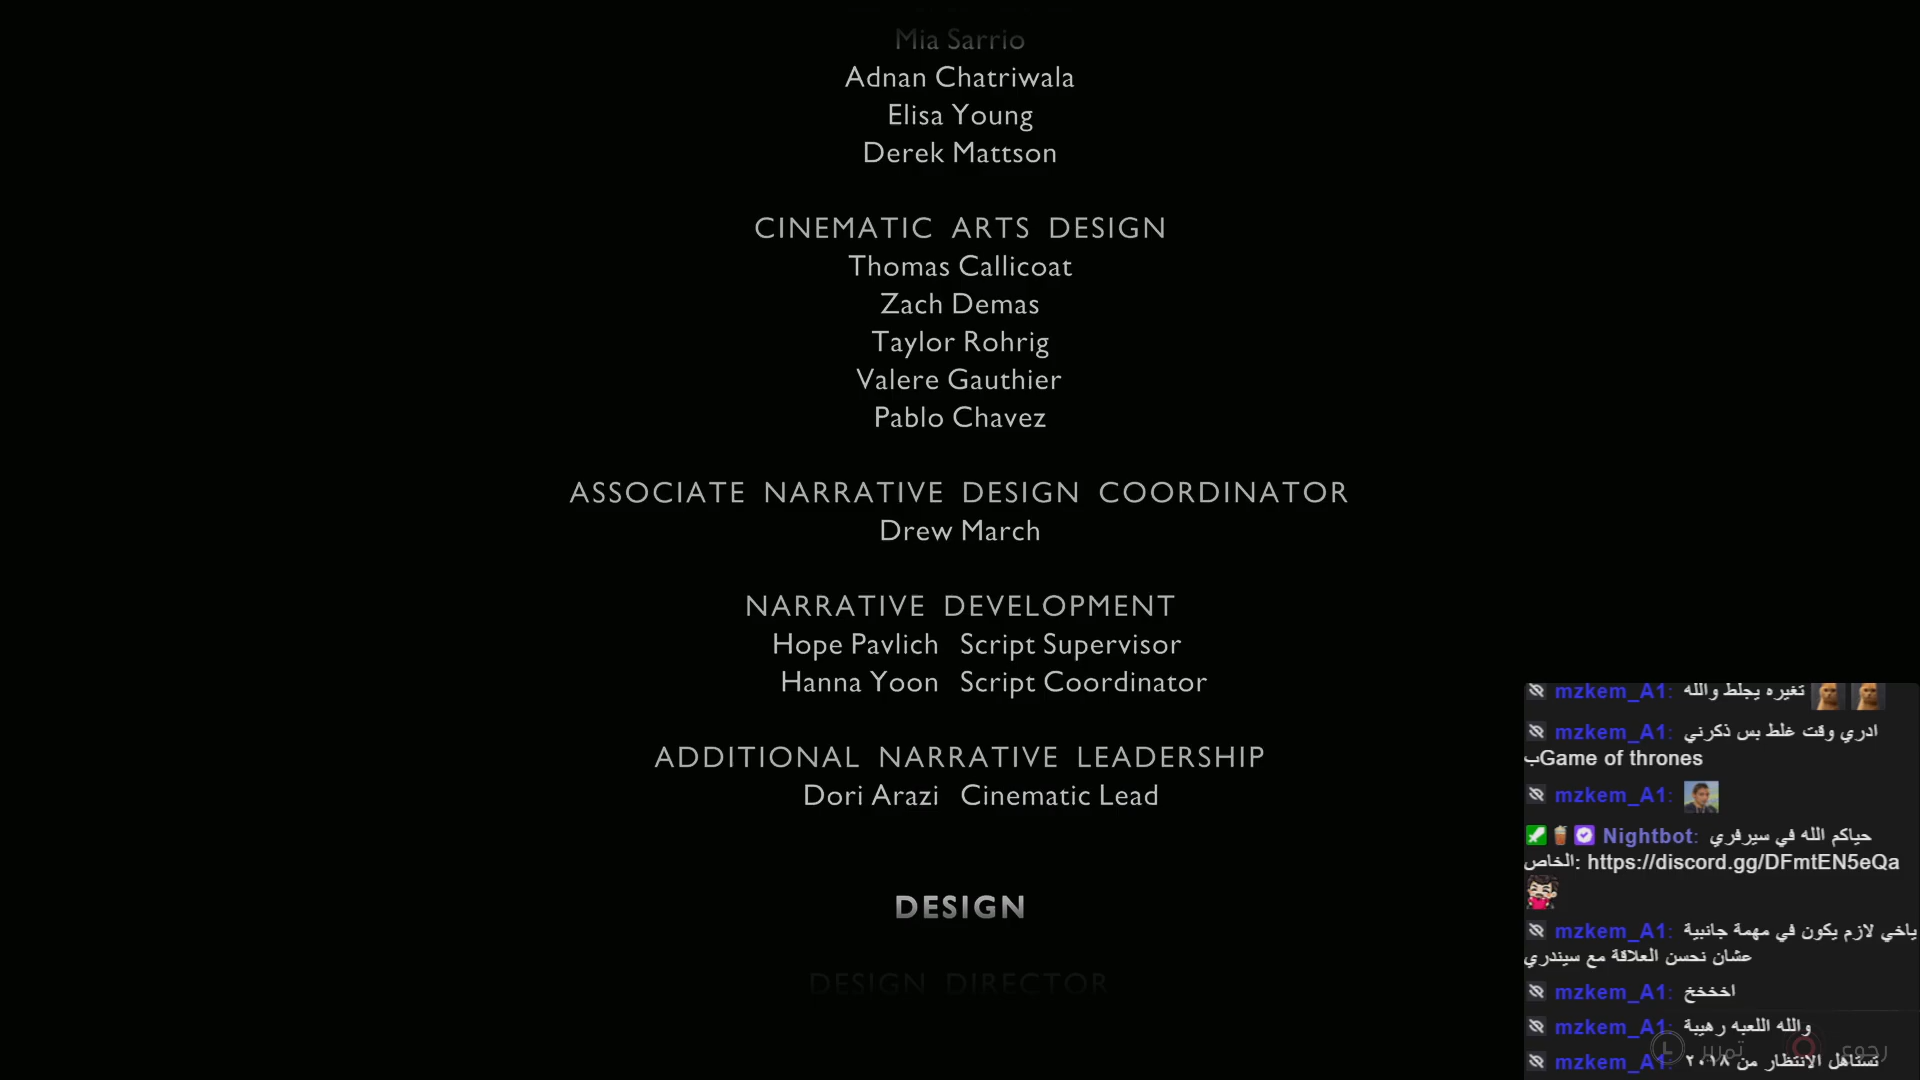 Mia Sarrio
Adnan Chatriwala
Elisa Young
Derek Mattson
CINEMATIC ARTS DESIGN
Thomas Callicoat
Zach Demas
Taylor Rohrig
Valere Gauthier
Pablo Chavez
ASSOCIATE NARRATIVE DESIGN COORDINATOR
Drew March
NARRATIVE DEVELOPMENT
Hope Pavlich Script Supervisor
Hanna Yoon Script Coordinator
ADDITIONAL NARRATIVE LEADERSHIP
Dori Arazi Cinematic Lead
DESIGN
DESIGN DIRECTOR
mzkem_A1: تغيره يجلط والله
mzkem_A1: ادري وقت غلط بس ذكرني
بGame of thrones
mzkem_A1:
Nightbot: حياكم الله في سيرفري
الخاص: https://discord.gg/DFmtEN5eQa
mzkem_A1: ياخي لازم يكون في مهمة جانبية
عشان نحسن العلاقة مع سيندري
mzkem_A1: اخخخخ
mzkem_A1: والله اللعبه رهيبة
mzkem_A1: تستاهل الانتظار من ٢٠١٨
L تمرير رجوع